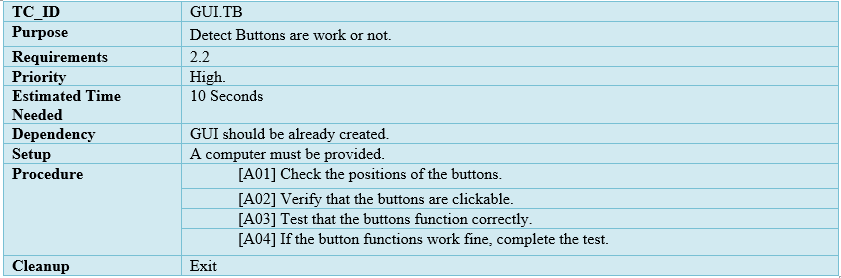 TC_ID GUI.TB
Purpose Detect Buttons are work or not.
Requirements 2.2
Priority High.
Estimated Time 10 Seconds
Needed
Dependency GUI should be already created.
Setup A computer must be provided.
Procedure [A01] Check the positions of the buttons.
[A02] Verify that the buttons are clickable.
[A03] Test that the buttons function correctly.
[A04] If the button functions work fine, complete the test.
Cleanup Exit